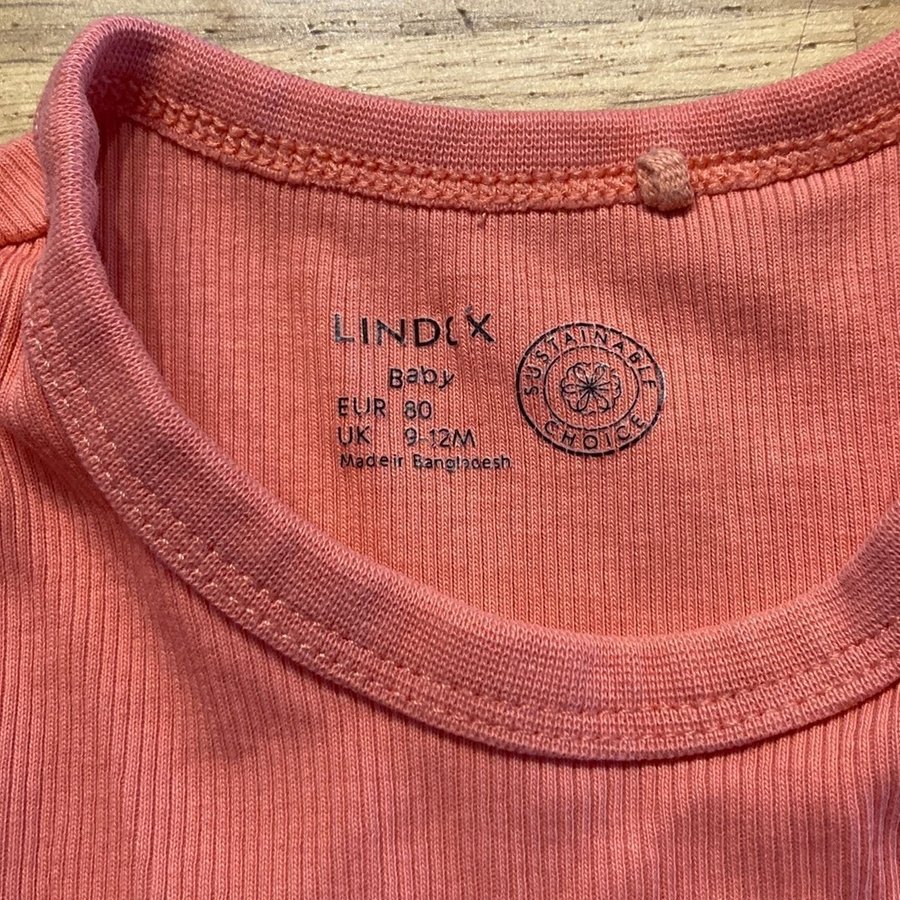 LINDEX
Baby
EUR 80
UK 9-12M
Made in Bangladesh
SUSTAINABLE
CHOICE